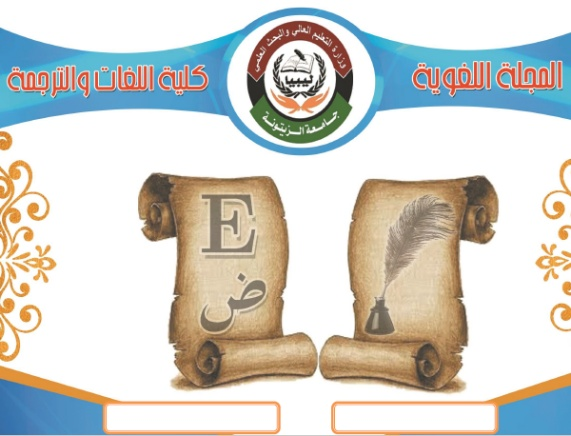 المجلة اللغوية
كلية اللغات والترجمة
وزارة التعليم العالي والبحث العلمي
ليبيا
جامعة الزيتونة
E
ض